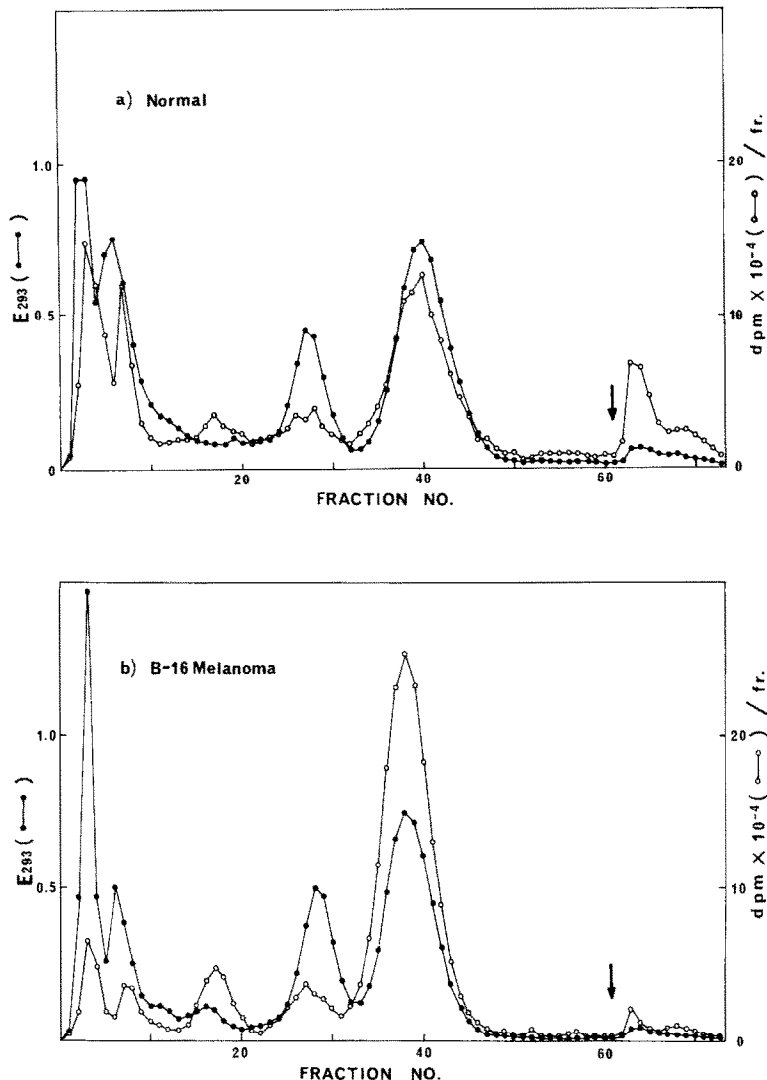 a) Normal
1.0
0.5
0
E293 (●—●)
20
10
0
dpm X 10-4 (○—○) / fr.
20 40 60
FRACTION NO.
b) B-16 Melanoma
1.0
0.5
E293 (●—●)
20
10
0
dpm X 10-4 (○—○) / fr.
20 40 60
FRACTION NO.